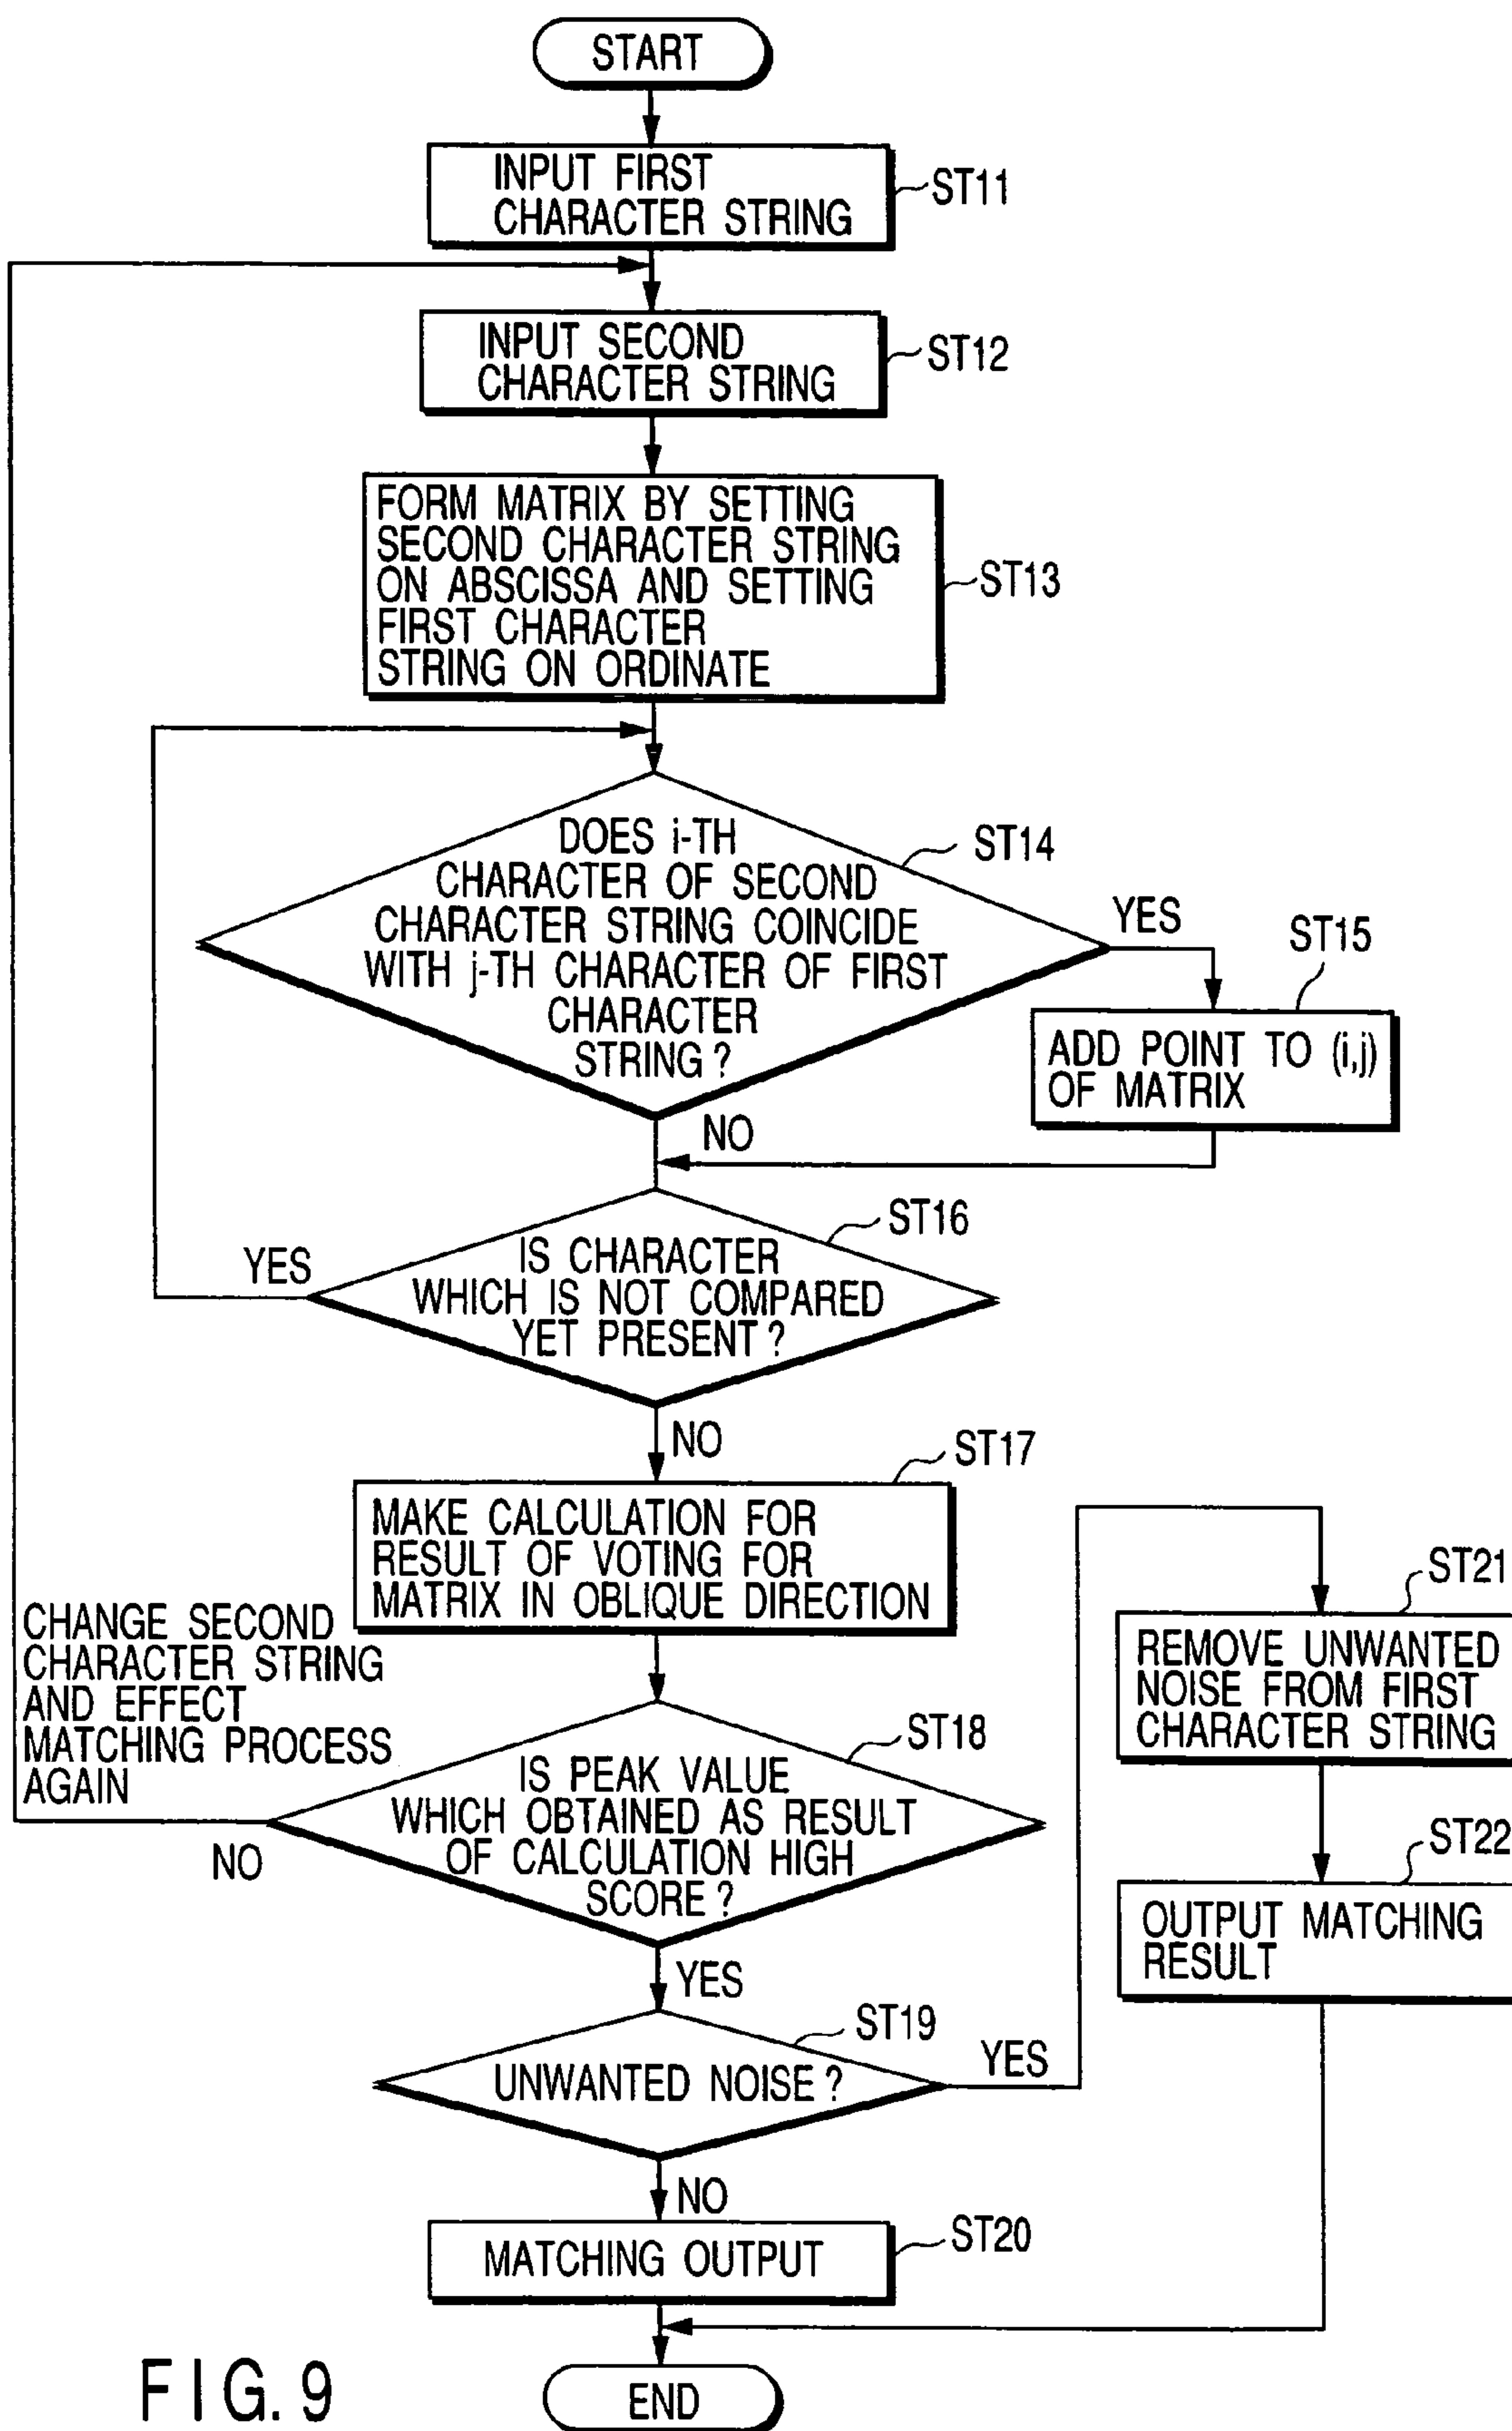 START
INPUT FIRST
CHARACTER STRING
ST11
INPUT SECOND
CHARACTER STRING
ST12
FORM MATRIX BY SETTING
SECOND CHARACTER STRING
ON ABSCISSA AND SETTING
FIRST CHARACTER
STRING ON ORDINATE
ST13
DOES i-TH
CHARACTER OF SECOND
CHARACTER STRING COINCIDE
WITH j-TH CHARACTER OF FIRST
CHARACTER
STRING ?
ST14
YES
ST15
ADD POINT TO (i,j)
OF MATRIX
NO
ST16
IS CHARACTER
WHICH IS NOT COMPARED
YET PRESENT ?
YES
NO
ST17
MAKE CALCULATION FOR
RESULT OF VOTING FOR
MATRIX IN OBLIQUE DIRECTION
CHANGE SECOND
CHARACTER STRING
AND EFFECT
MATCHING PROCESS
AGAIN
ST18
IS PEAK VALUE
WHICH OBTAINED AS RESULT
OF CALCULATION HIGH
SCORE ?
NO
YES
ST19
UNWANTED NOISE ?
YES
ST21
REMOVE UNWANTED
NOISE FROM FIRST
CHARACTER STRING
ST22
OUTPUT MATCHING
RESULT
NO
MATCHING OUTPUT
ST20
END
FIG. 9